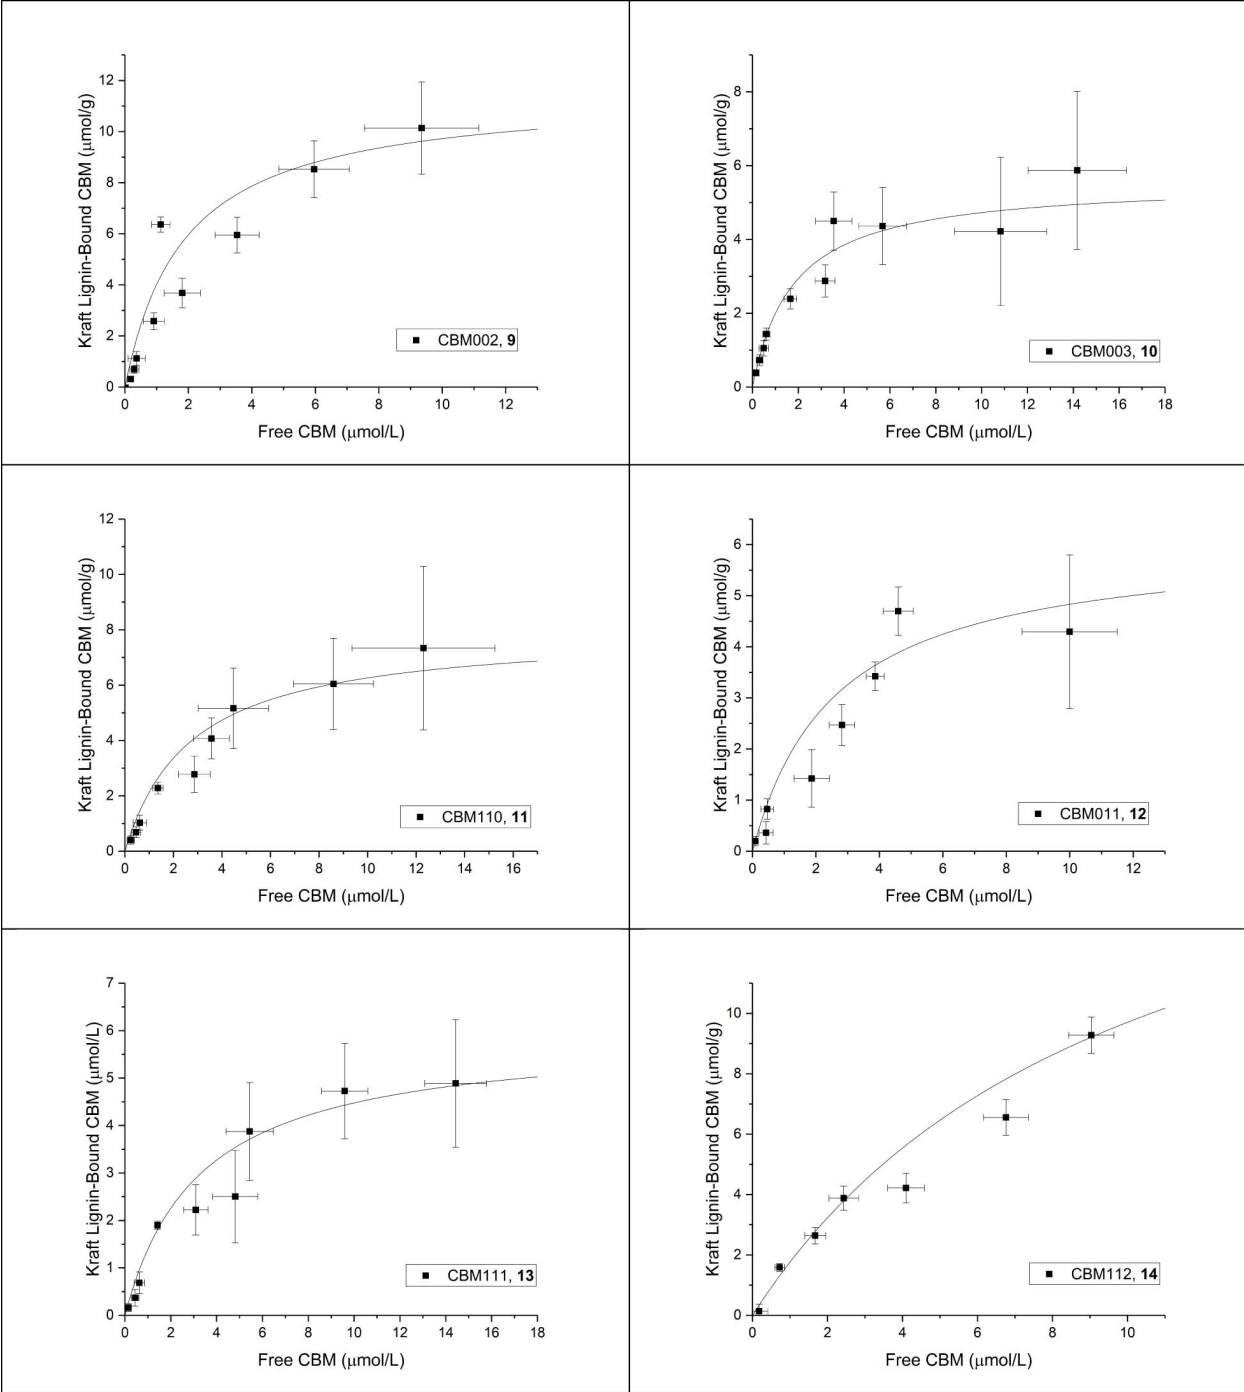 Kraft Lignin-Bound CBM (μmol/g)
12
10
8
6
4
2
0
0 2 4 6 8 10 12
Free CBM (μmol/L)
CBM002, 9
Kraft Lignin-Bound CBM (μmol/g)
8
6
4
2
0
0 2 4 6 8 10 12 14 16 18
Free CBM (μmol/L)
CBM003, 10
Kraft Lignin-Bound CBM (μmol/g)
12
10
8
6
4
2
0
0 2 4 6 8 10 12 14 16
Free CBM (μmol/L)
CBM110, 11
Kraft Lignin-Bound CBM (μmol/g)
6
5
4
3
2
1
0
0 2 4 6 8 10 12
Free CBM (μmol/L)
CBM011, 12
Kraft Lignin-Bound CBM (μmol/L)
7
6
5
4
3
2
1
0
0 2 4 6 8 10 12 14 16 18
Free CBM (μmol/L)
CBM111, 13
Kraft Lignin-Bound CBM (μmol/g)
10
8
6
4
2
0
0 2 4 6 8 10
Free CBM (μmol/L)
CBM112, 14